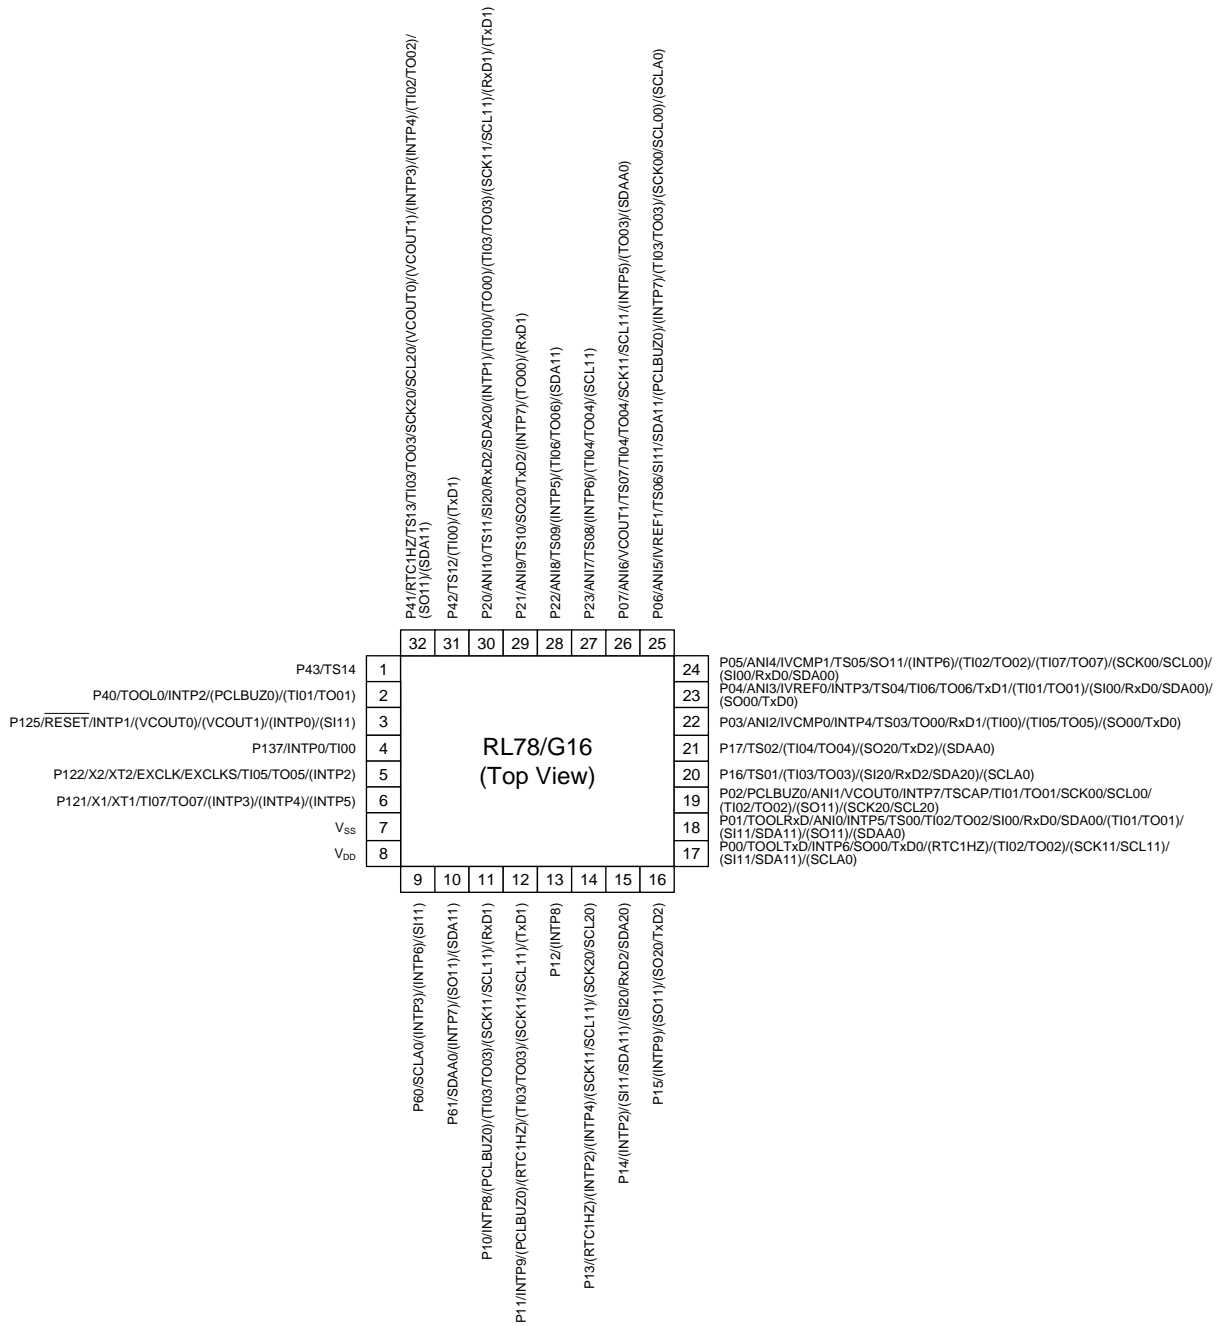 P41/RTC1HZ/TS13/TI03/TO03/SCK20/SCL20/(VCOUT0)/(VCOUT1)/(INTP3)/(INTP4)/(TI02/TO02)/
(SO11)/(SDA11)
P42/TS12/(TI00)/(TxD1)
P20/ANI10/TS11/SI20/RxD2/SDA20/(INTP1)/(TI00)/(TO00)/(TI03/TO03)/(SCK11/SCL11)/(RxD1)/(TxD1)
P21/ANI9/TS10/SO20/TxD2/(INTP7)/(TO00)/(RxD1)
P22/ANI8/TS09/(INTP5)/(TI06/TO06)/(SDA11)
P23/ANI7/TS08/(INTP6)/(TI04/TO04)/(SCL11)
P07/ANI6/VCOUT1/TS07/TI04/TO04/SCK11/SCL11/(INTP5)/(TO03)/(SDAA0)
P06/ANI5/IVREF1/TS06/SI11/SDA11/(PCLBUZ0)/(INTP7)/(TI03/TO03)/(SCK00/SCL00)/(SCLA0)
32 31 30 29 28 27 26 25
P43/TS14 1
P40/TOOL0/INTP2/(PCLBUZ0)/(TI01/TO01) 2
P125/RESET/INTP1/(VCOUT0)/(VCOUT1)/(INTP0)/(SI11) 3
P137/INTP0/TI00 4
P122/X2/XT2/EXCLK/EXCLKS/TI05/TO05/(INTP2) 5
P121/X1/XT1/TI07/TO07/(INTP3)/(INTP4)/(INTP5) 6
VSS 7
VDD 8
RL78/G16
(Top View)
24 P05/ANI4/IVCMP1/TS05/SO11/(INTP6)/(TI02/TO02)/(TI07/TO07)/(SCK00/SCL00)/
(SI00/RxD0/SDA00)
23 P04/ANI3/IVREF0/INTP3/TS04/TI06/TO06/TxD1/(TI01/TO01)/(SI00/RxD0/SDA00)/
(SO00/TxD0)
22 P03/ANI2/IVCMP0/INTP4/TS03/TO00/RxD1/(TI00)/(TI05/TO05)/(SO00/TxD0)
21 P17/TS02/(TI04/TO04)/(SO20/TxD2)/(SDAA0)
20 P16/TS01/(TI03/TO03)/(SI20/RxD2/SDA20)/(SCLA0)
19 P02/PCLBUZ0/ANI1/VCOUT0/INTP7/TSCAP/TI01/TO01/SCK00/SCL00/
(TI02/TO02)/(SO11)/(SCK20/SCL20)
18 P01/TOOLRxD/ANI0/INTP5/TS00/TI02/TO02/SI00/RxD0/SDA00/(TI01/TO01)/
(SI11/SDA11)/(SO11)/(SDAA0)
17 P00/TOOLTxD/INTP6/SO00/TxD0/(RTC1HZ)/(TI02/TO02)/(SCK11/SCL11)/
(SI11/SDA11)/(SCLA0)
9 10 11 12 13 14 15 16
P60/SCLA0/(INTP3)/(INTP6)/(SI11)
P61/SDAA0/(INTP7)/(SO11)/(SDA11)
P10/INTP8/(PCLBUZ0)/(TI03/TO03)/(SCK11/SCL11)/(RxD1)
P11/INTP9/(PCLBUZ0)/(RTC1HZ)/(TI03/TO03)/(SCK11/SCL11)/(TxD1)
P12/(INTP8)
P13/(RTC1HZ)/(INTP2)/(INTP4)/(SCK11/SCL11)/(SCK20/SCL20)
P14/(INTP2)/(SI11/SDA11)/(SI20/RxD2/SDA20)
P15/(INTP9)/(SO11)/(SO20/TxD2)